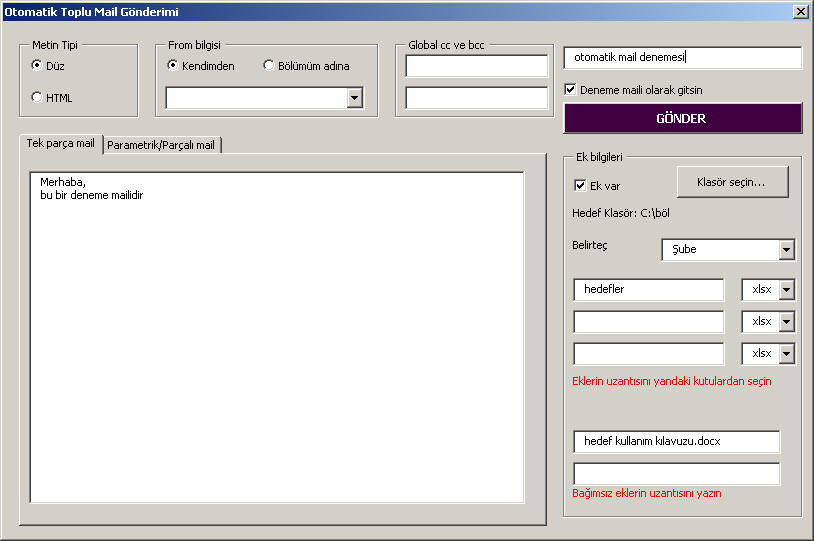 Otomatik Toplu Mail Gönderimi
Metin Tipi
Düz
HTML
From bilgisi
Kendimden
Bölümüm adına
Global cc ve bcc
otomatik mail denemesi
Deneme maili olarak gitsin
GÖNDER
Tek parça mail
Parametrik/Parçalı mail
Merhaba,
bu bir deneme mailidir
Ek bilgileri
Ek var
Klasör seçin...
Hedef Klasör: C:\böl
Belirteç
Şube
hedefler
xlsx
xlsx
xlsx
Eklerin uzantısını yandaki kutulardan seçin
hedef kullanım kılavuzu.docx
Bağımsız eklerin uzantısını yazın